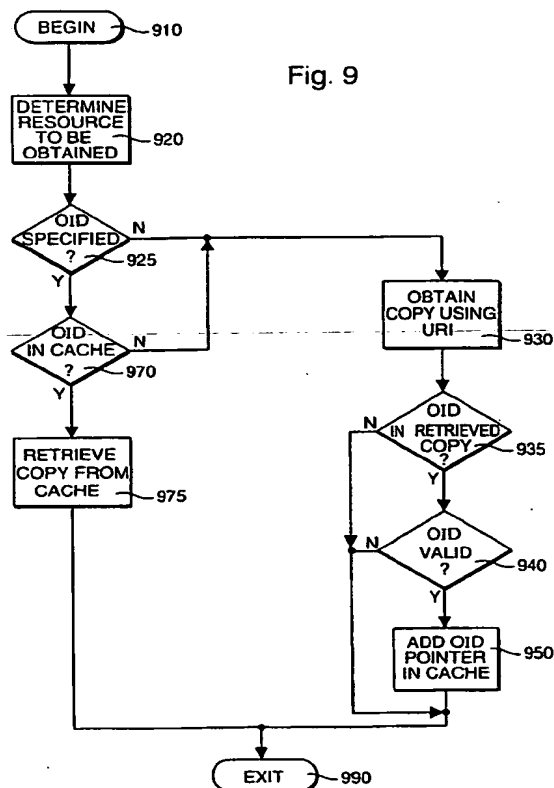 BEGIN
910
Fig. 9
DETERMINE
RESOURCE
TO BE
OBTAINED
920
OID
SPECIFIED
?
925
N
Y
OID
IN CACHE
?
970
N
Y
RETRIEVE
COPY FROM
CACHE
975
OBTAIN
COPY USING
URI
930
OID
IN RETRIEVED
COPY
?
935
N
Y
OID
VALID
?
940
N
Y
ADD OID
POINTER
IN CACHE
950
EXIT
990